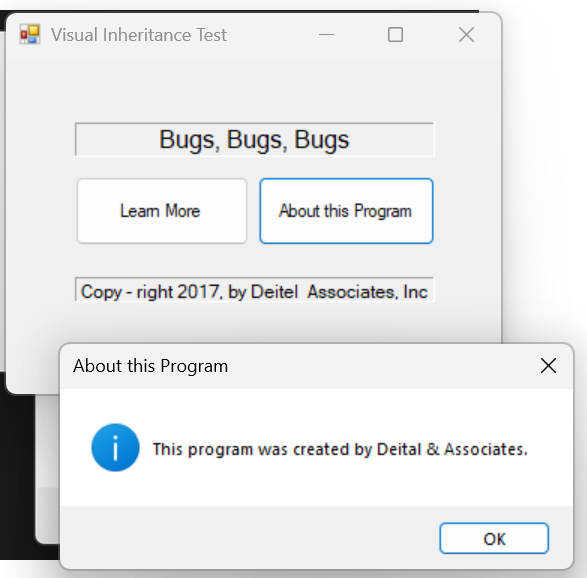 Visual Inheritance Test
Bugs, Bugs, Bugs
Learn More
About this Program
Copy - right 2017, by Deitel  Associates, Inc
About this Program
This program was created by Deital & Associates.
OK